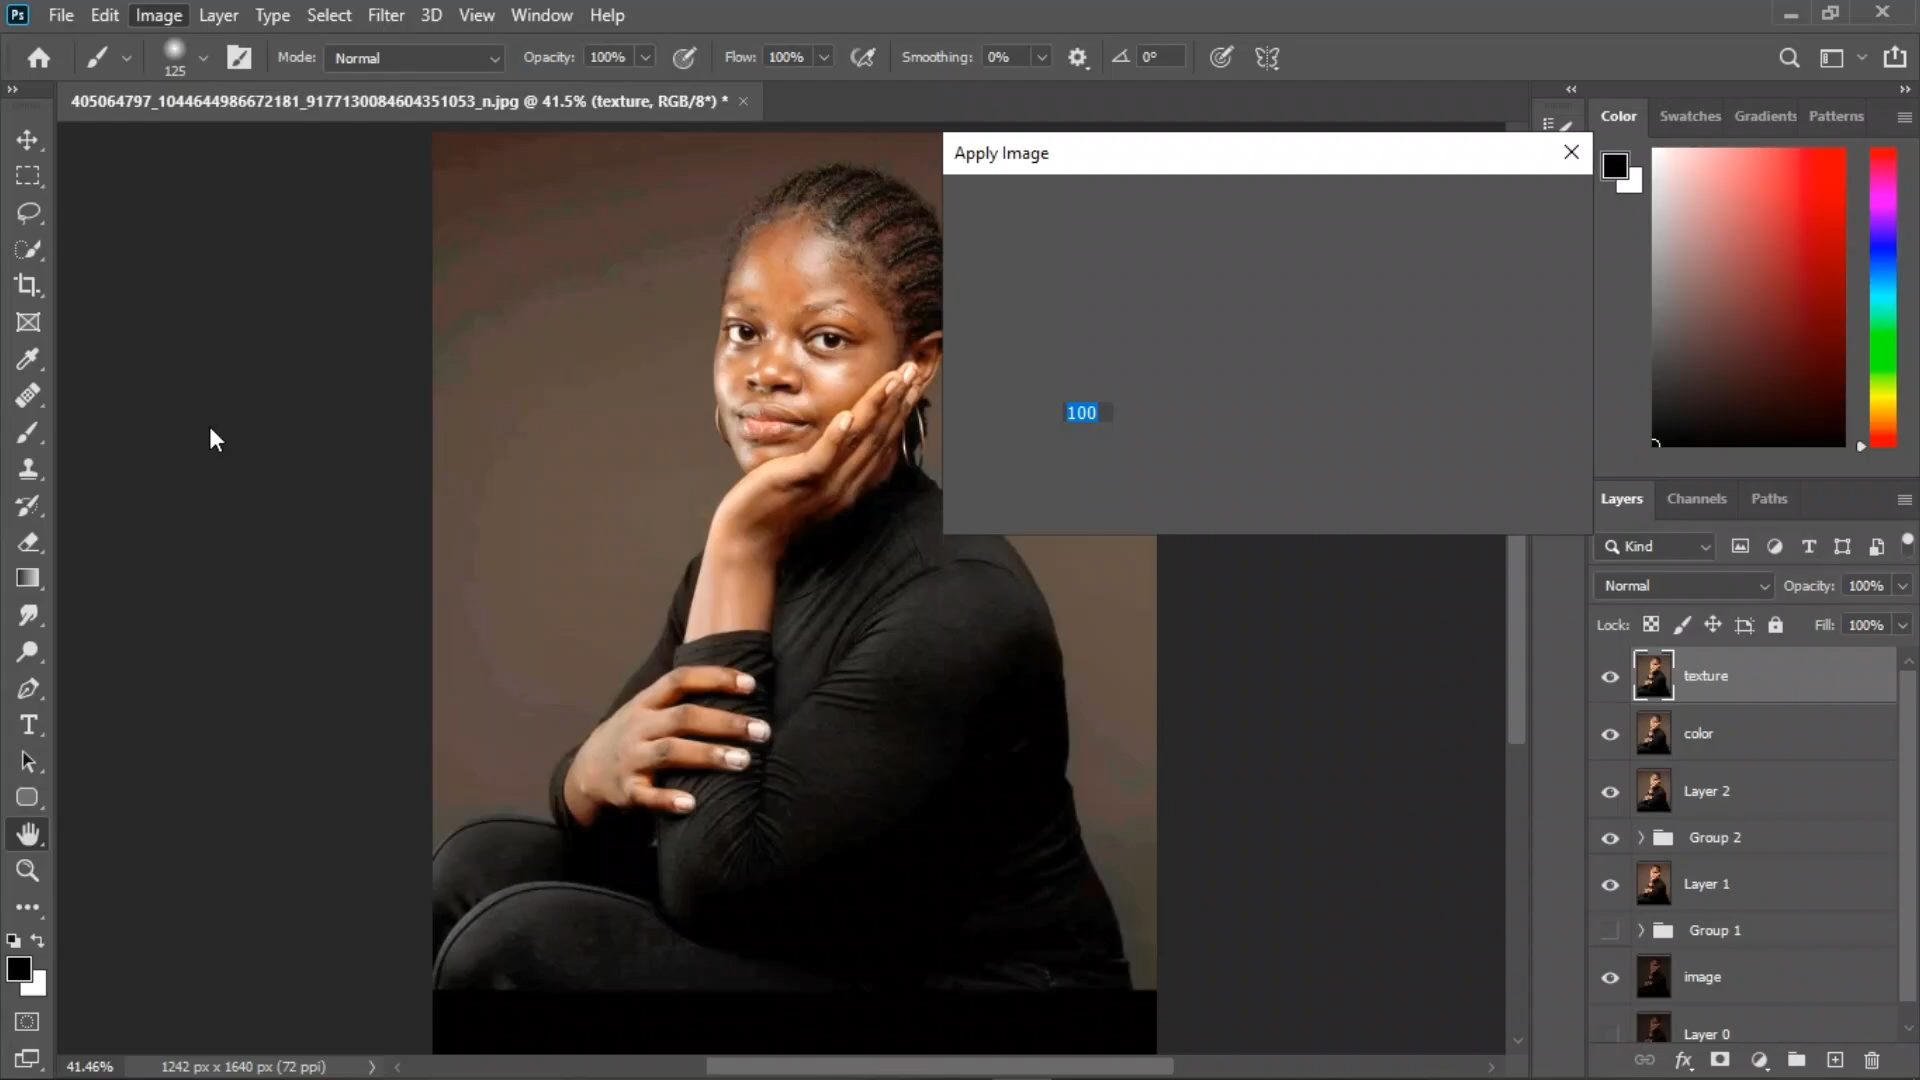 Ps File Edit Image Layer Type Select Filter 3D View Window Help
125 Mode: Normal Opacity: 100% Flow: 100% Smoothing: 0% 0°
405064797_1044644986672181_9177130084604351053_n.jpg @ 41.5% (texture, RGB/8*) *
Color Swatches Gradients Patterns
Apply Image
100
Layers Channels Paths
Kind
Normal Opacity: 100%
Lock: Fill: 100%
texture
color
Layer 2
Group 2
Layer 1
Group 1
image
Layer 0
fx
41.46% 1242 px x 1640 px (72 ppi)